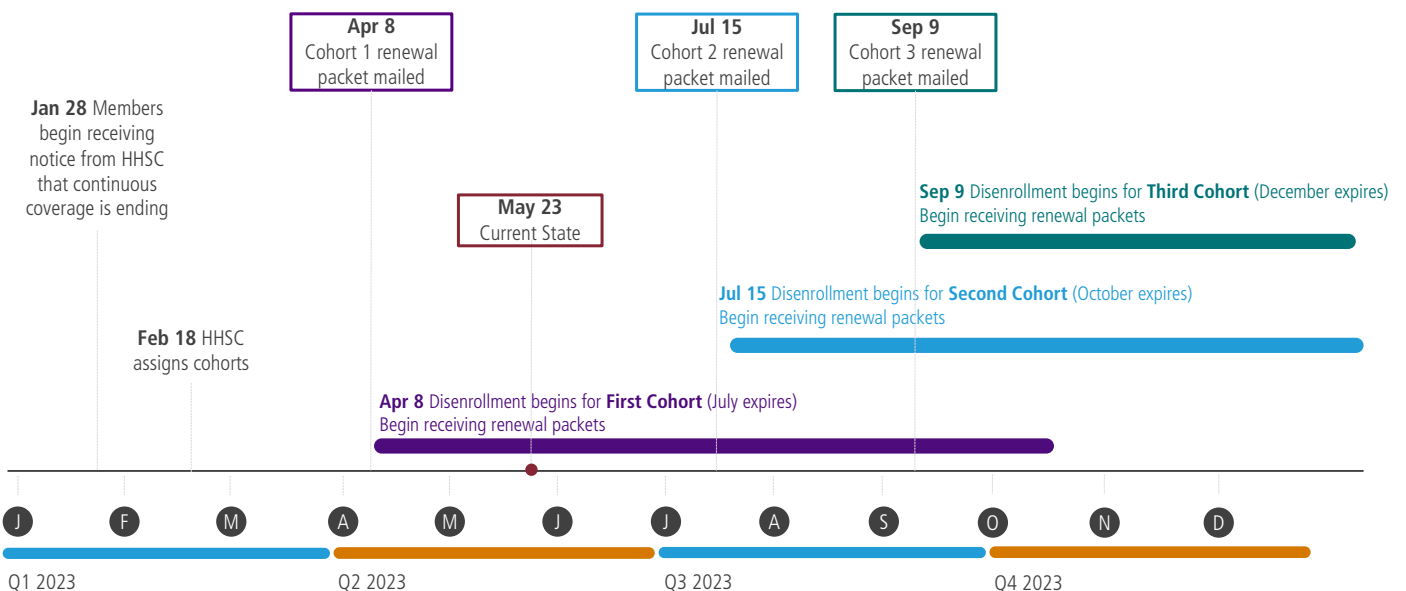 Apr 8
Cohort 1 renewal
packet mailed
Jul 15
Cohort 2 renewal
packet mailed
Sep 9
Cohort 3 renewal
packet mailed
Jan 28 Members
begin receiving
notice from HHSC
that continuous
coverage is ending
May 23
Current State
Sep 9 Disenrollment begins for Third Cohort (December expires)
Begin receiving renewal packets
Jul 15 Disenrollment begins for Second Cohort (October expires)
Begin receiving renewal packets
Feb 18 HHSC
assigns cohorts
Apr 8 Disenrollment begins for First Cohort (July expires)
Begin receiving renewal packets
J F M A M J J A S O N D
Q1 2023 Q2 2023 Q3 2023 Q4 2023